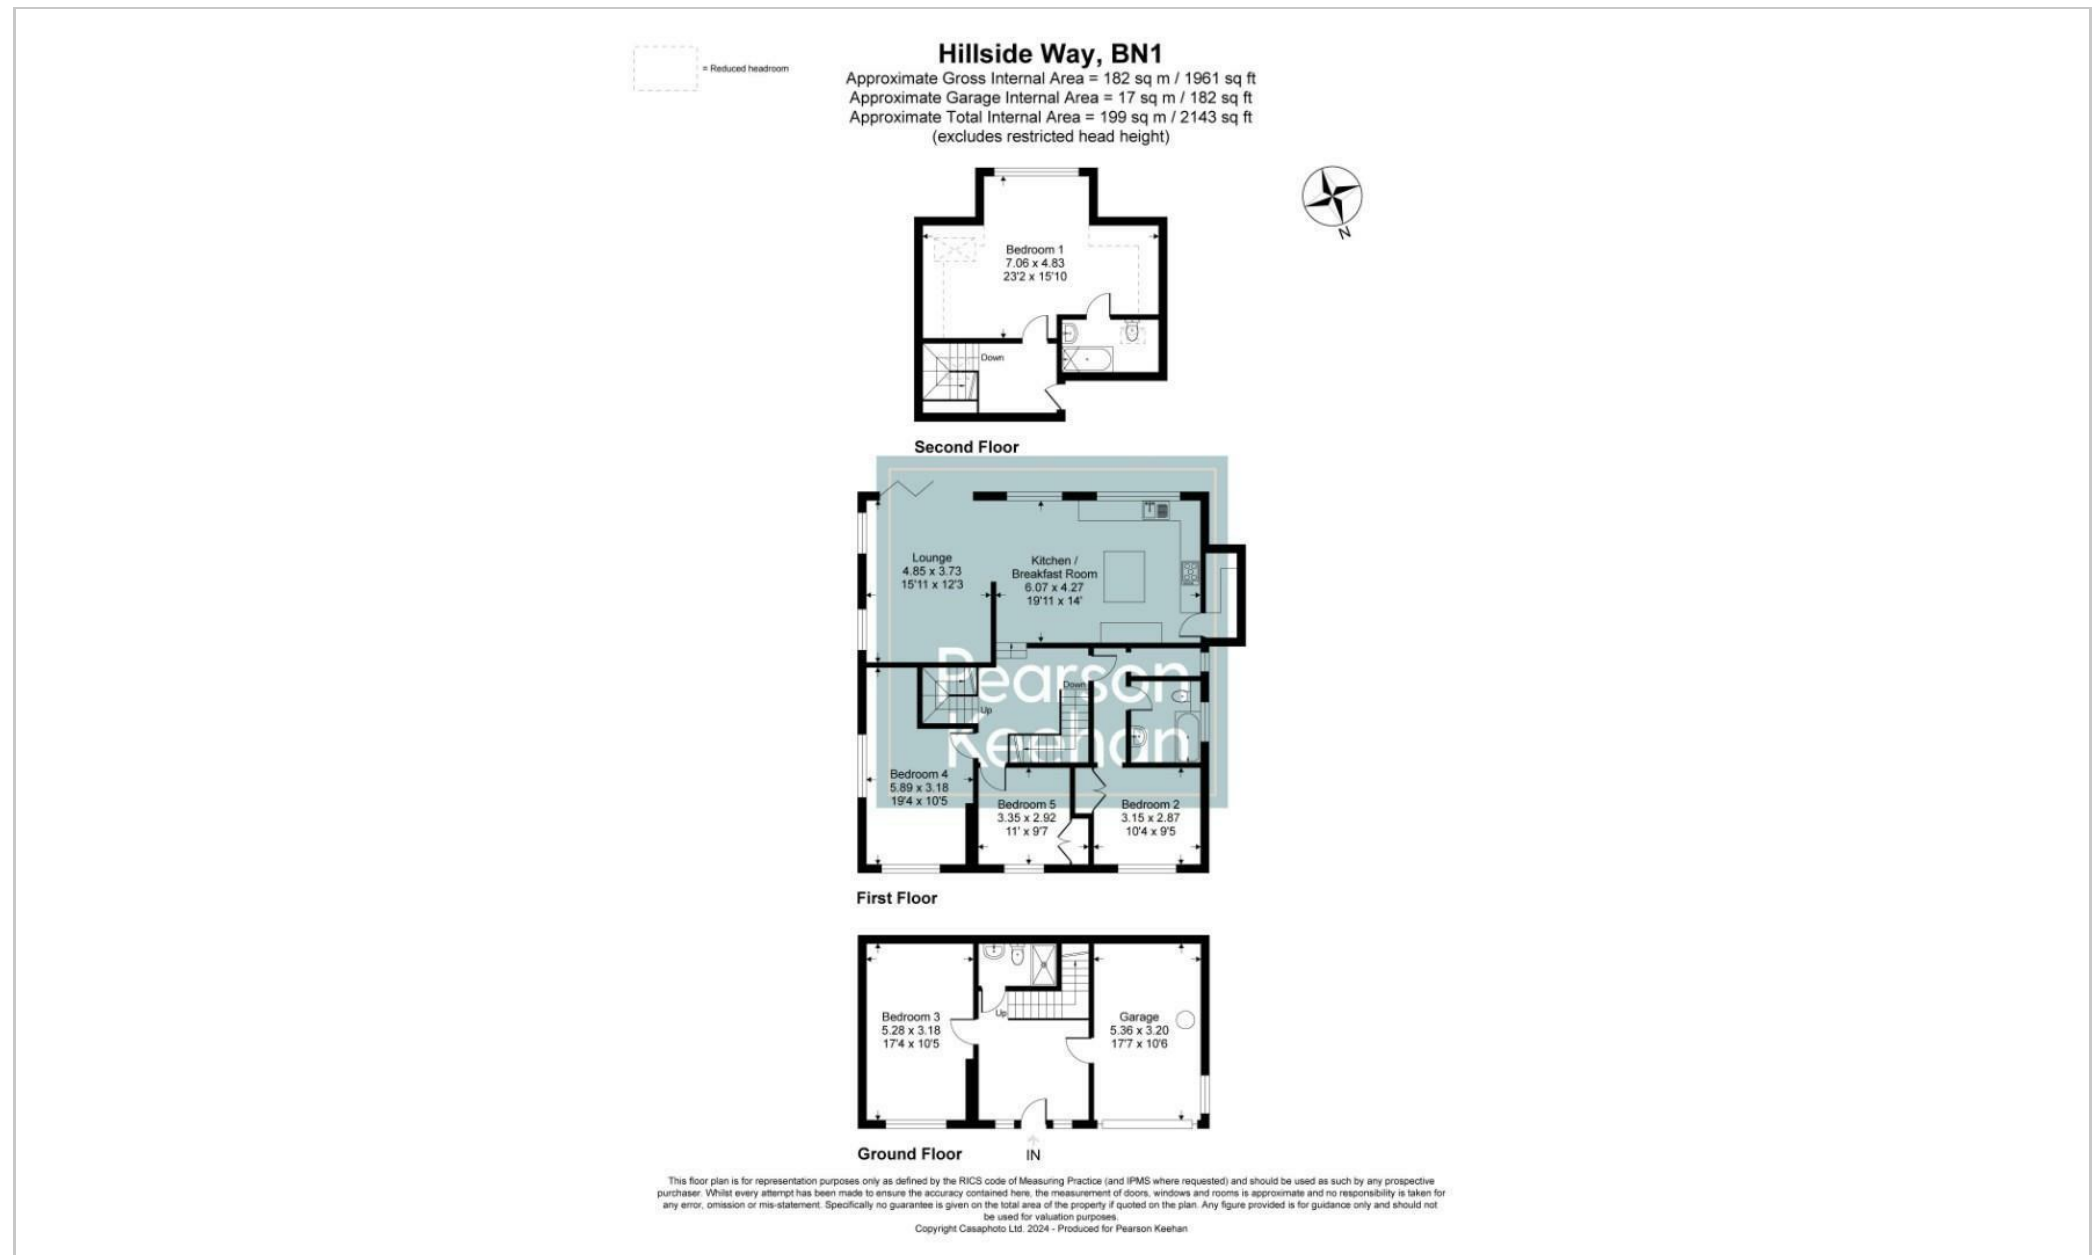 = Reduced headroom
Hillside Way, BN1
Approximate Gross Internal Area = 182 sq m / 1961 sq ft
Approximate Garage Internal Area = 17 sq m / 182 sq ft
Approximate Total Internal Area = 199 sq m / 2143 sq ft
(excludes restricted head height)
N
Bedroom 1
7.06 x 4.83
23'2 x 15'10
Down
Second Floor
Lounge
4.85 x 3.73
15'11 x 12'3
Kitchen /
Breakfast Room
6.07 x 4.27
19'11 x 14'
Pearson
Keehan
Down
Up
Bedroom 4
5.89 x 3.18
19'4 x 10'5
Bedroom 5
3.35 x 2.92
11' x 9'7
Bedroom 2
3.15 x 2.87
10'4 x 9'5
First Floor
Bedroom 3
5.28 x 3.18
17'4 x 10'5
Up
Garage
5.36 x 3.20
17'7 x 10'6
Ground Floor
IN
This floor plan is for representation purposes only as defined by the RICS code of Measuring Practice (and IPMS where requested) and should be used as such by any prospective
purchaser. Whilst every attempt has been made to ensure the accuracy contained here, the measurement of doors, windows and rooms is approximate and no responsibility is taken for
any error, omission or mis-statement. Specifically no guarantee is given on the total area of the property if quoted on the plan. Any figure provided is for guidance only and should not
be used for valuation purposes.
Copyright Casaphoto Ltd. 2024 - Produced for Pearson Keehan